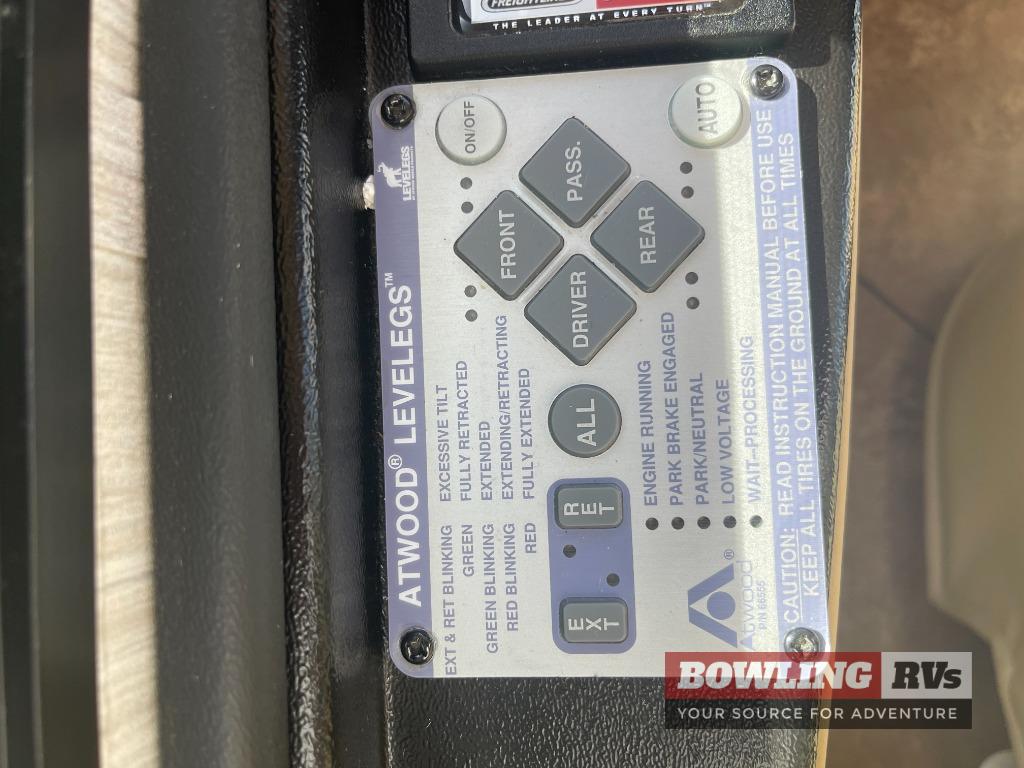 FREIGHTLINER
THE LEADER AT EVERY TURN™
ATWOOD® LEVELEGS™
LEVELEGS
EXT & RET BLINKING EXCESSIVE TILT
GREEN FULLY RETRACTED
GREEN BLINKING EXTENDED
RED BLINKING EXTENDING/RETRACTING
RED FULLY EXTENDED
ON/OFF
FRONT
PASS.
DRIVER
REAR
AUTO
ALL
EXT
RET
ENGINE RUNNING
PARK BRAKE ENGAGED
PARK/NEUTRAL
LOW VOLTAGE
WAIT-PROCESSING
Atwood®
P/N 66556
CAUTION: READ INSTRUCTION MANUAL BEFORE USE
KEEP ALL TIRES ON THE GROUND AT ALL TIMES
BOWLING RVs
YOUR SOURCE FOR ADVENTURE